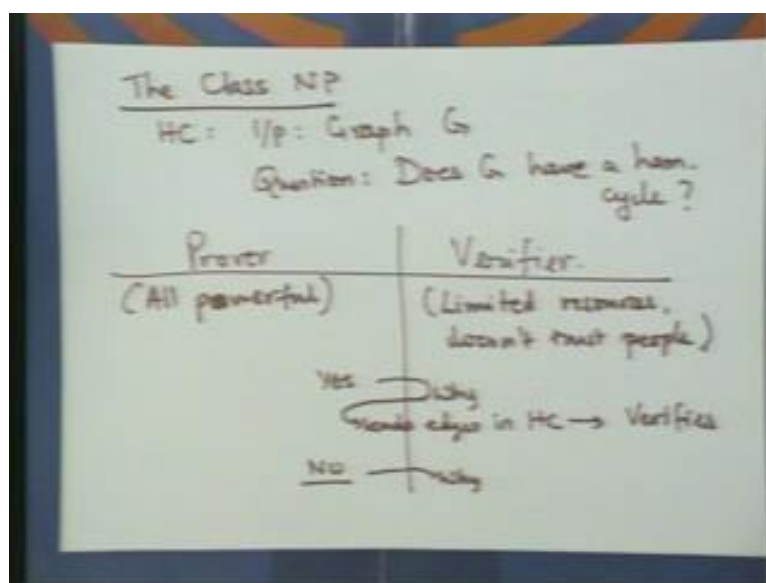 The Class NP
HC: I/p: Graph G
Question: Does G have a ham.
cycle?
Prover Verifier.
(All powerful) (Limited resources,
doesn't trust people)
Yes Why
sends edges in HC → Verifies
No Why